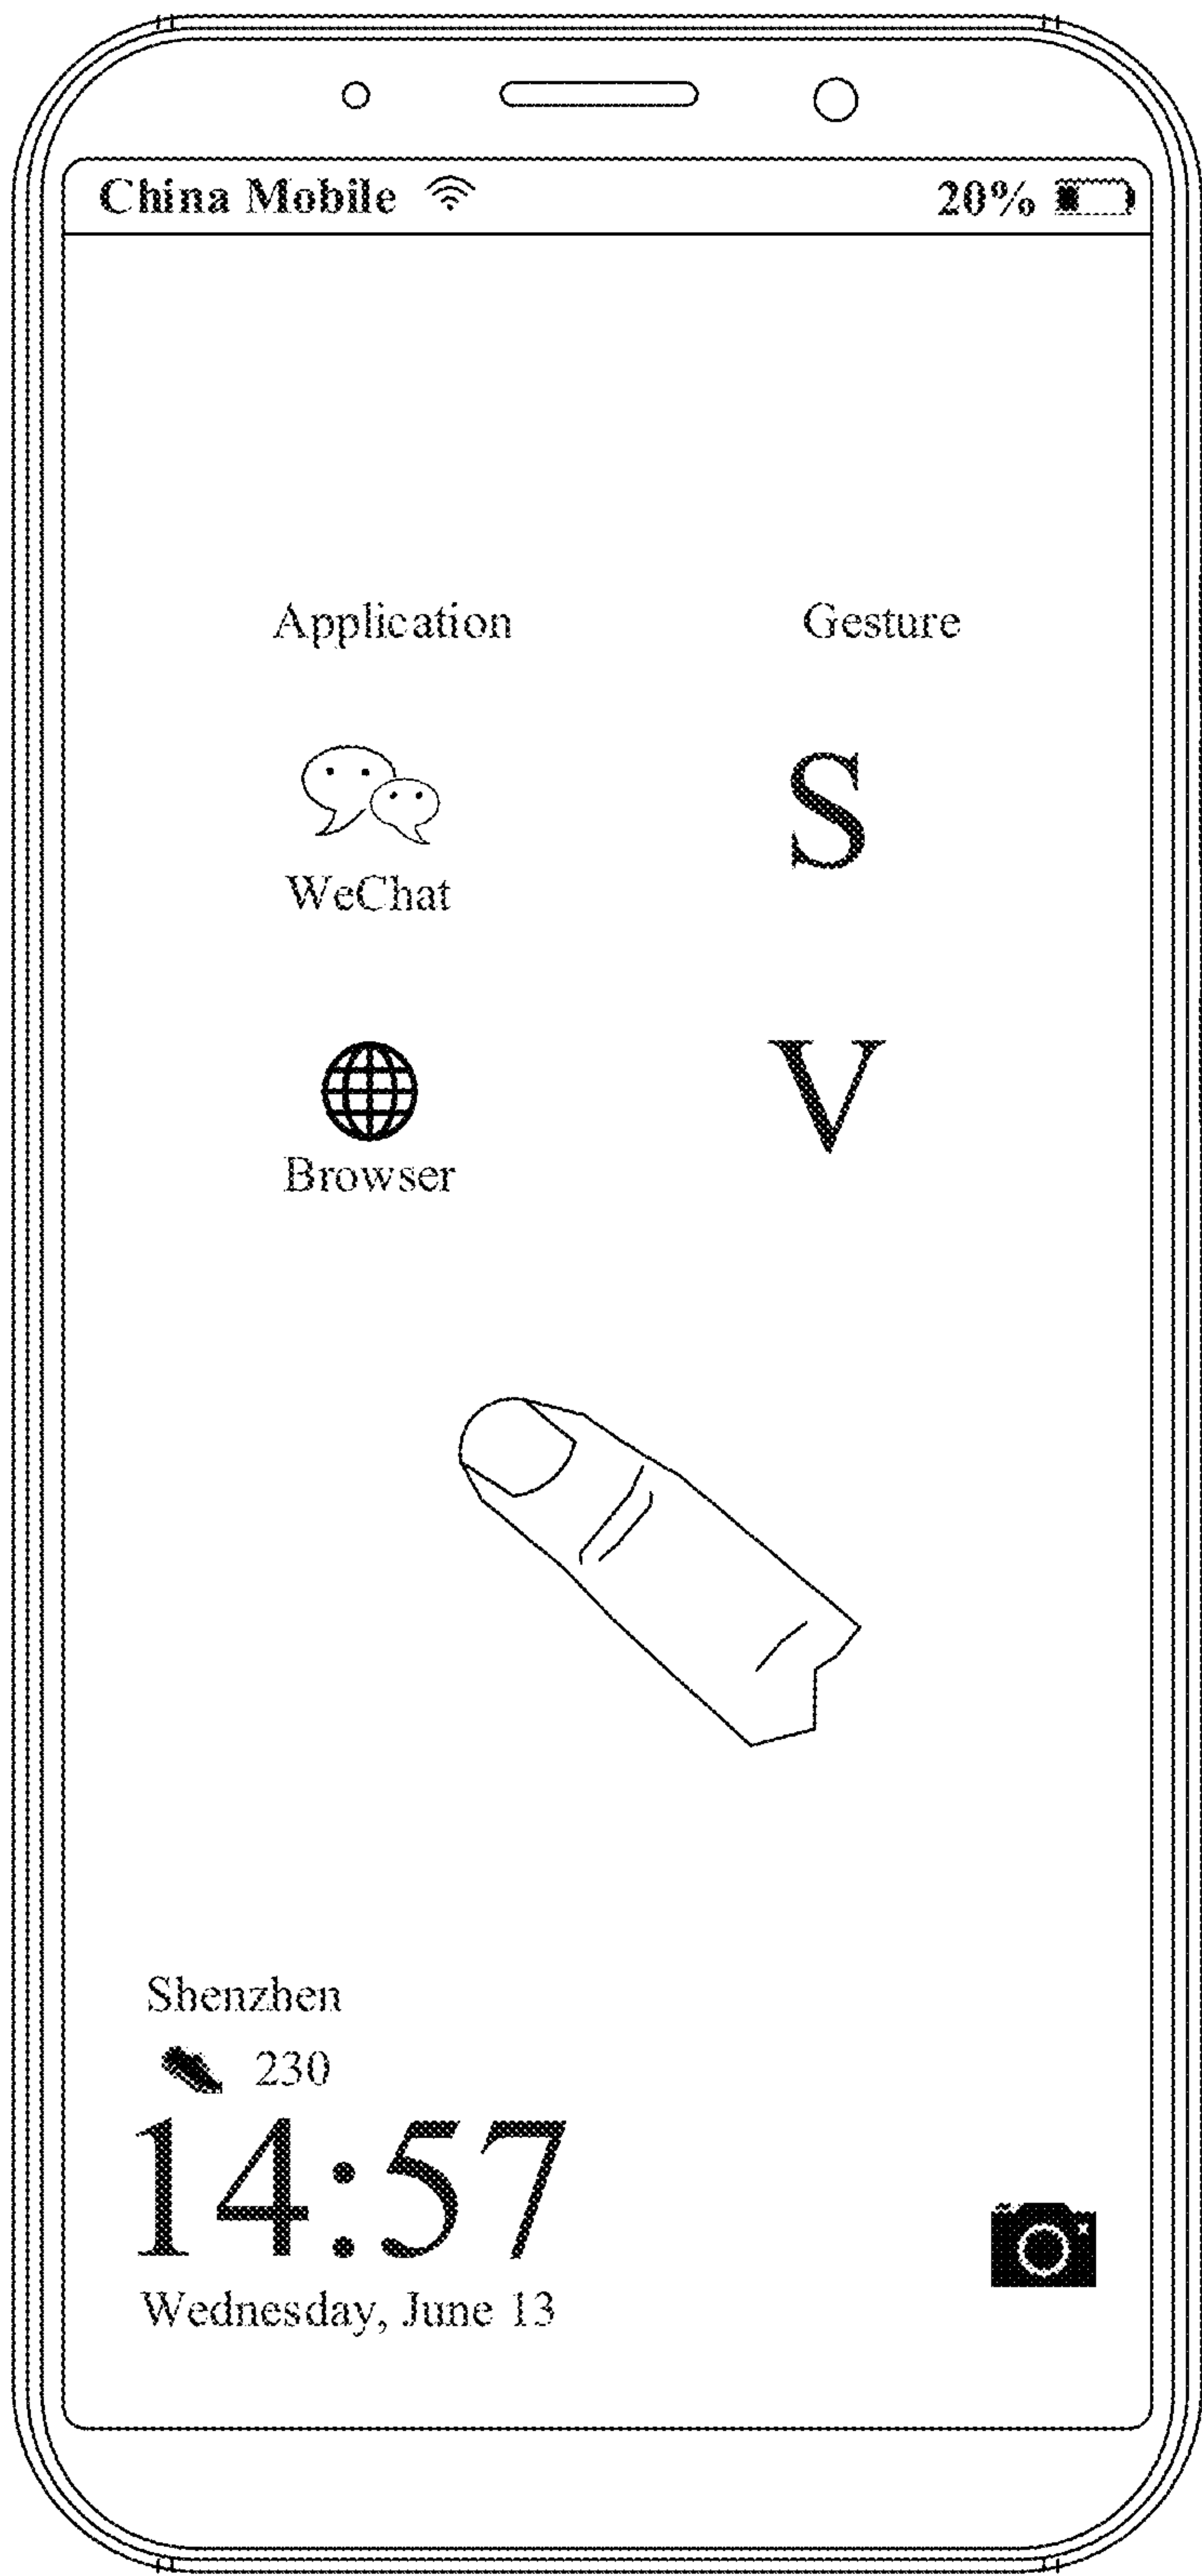 China Mobile 20%
Application Gesture
S
WeChat
V
Browser
Shenzhen
230
14:57
Wednesday, June 13